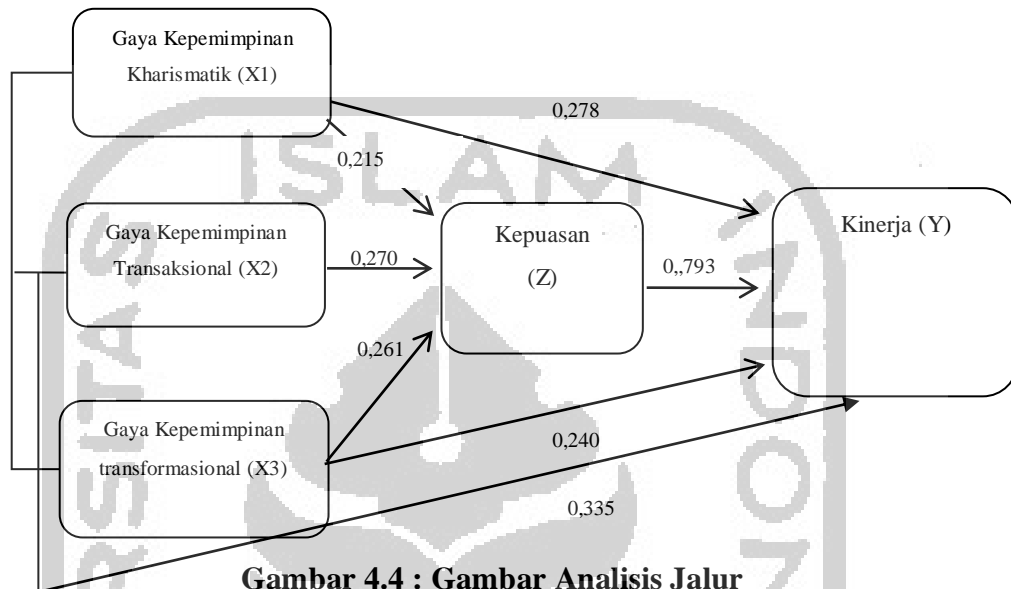 Gaya Kepemimpinan
Kharismatik (X1)
0,278
0,215
ISLAM
Gaya Kepemimpinan
Transaksional (X2)
0,270
Kepuasan
(Z)
0,,793
Kinerja (Y)
0,261
Gaya Kepemimpinan
transformasional (X3)
0,240
0,335
Gambar 4.4 : Gambar Analisis Jalur